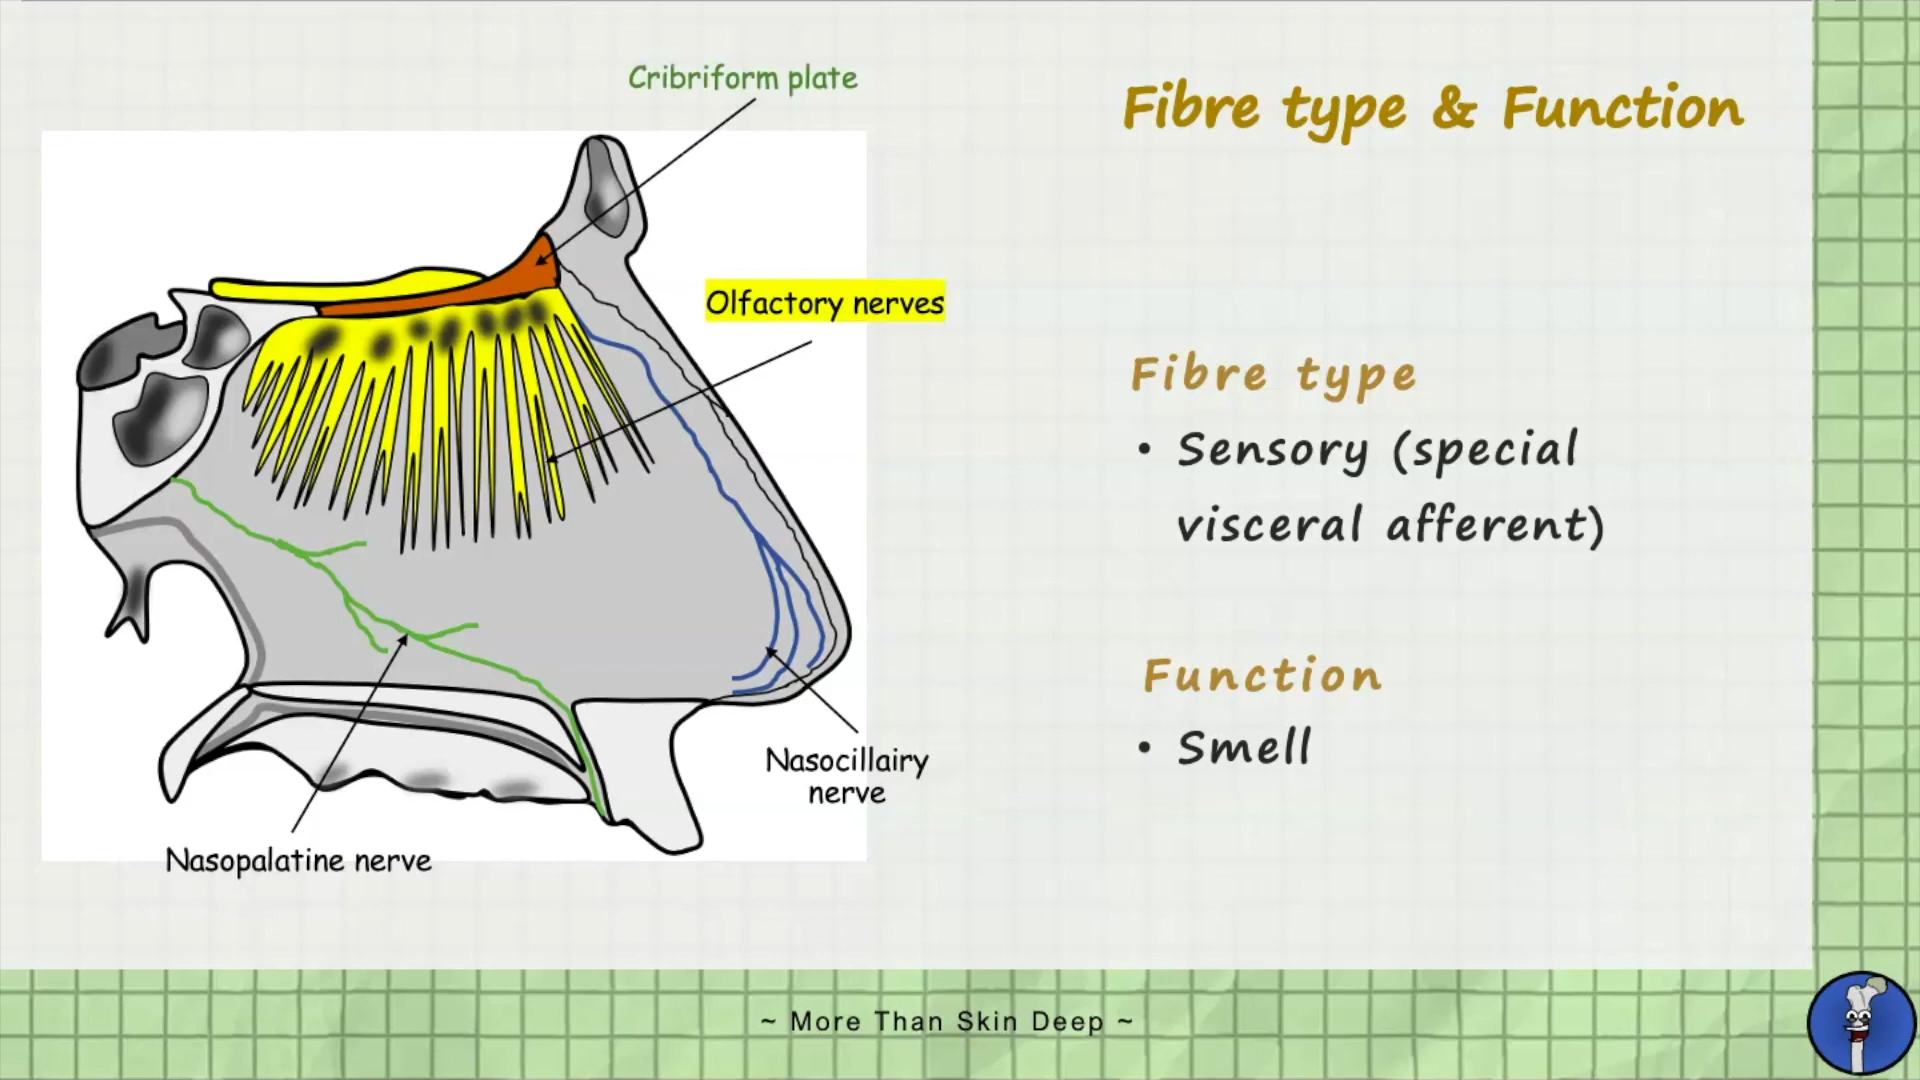 Cribriform plate
Fibre type & Function
Olfactory nerves
Fibre type
• Sensory (special
visceral afferent)
Function
• Smell
Nasocillairy
nerve
Nasopalatine nerve
~ More Than Skin Deep ~